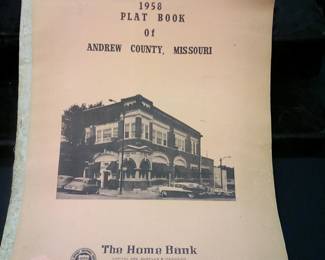 1958
PLAT BOOK
Of
ANDREW COUNTY, MISSOURI
The Home Bank